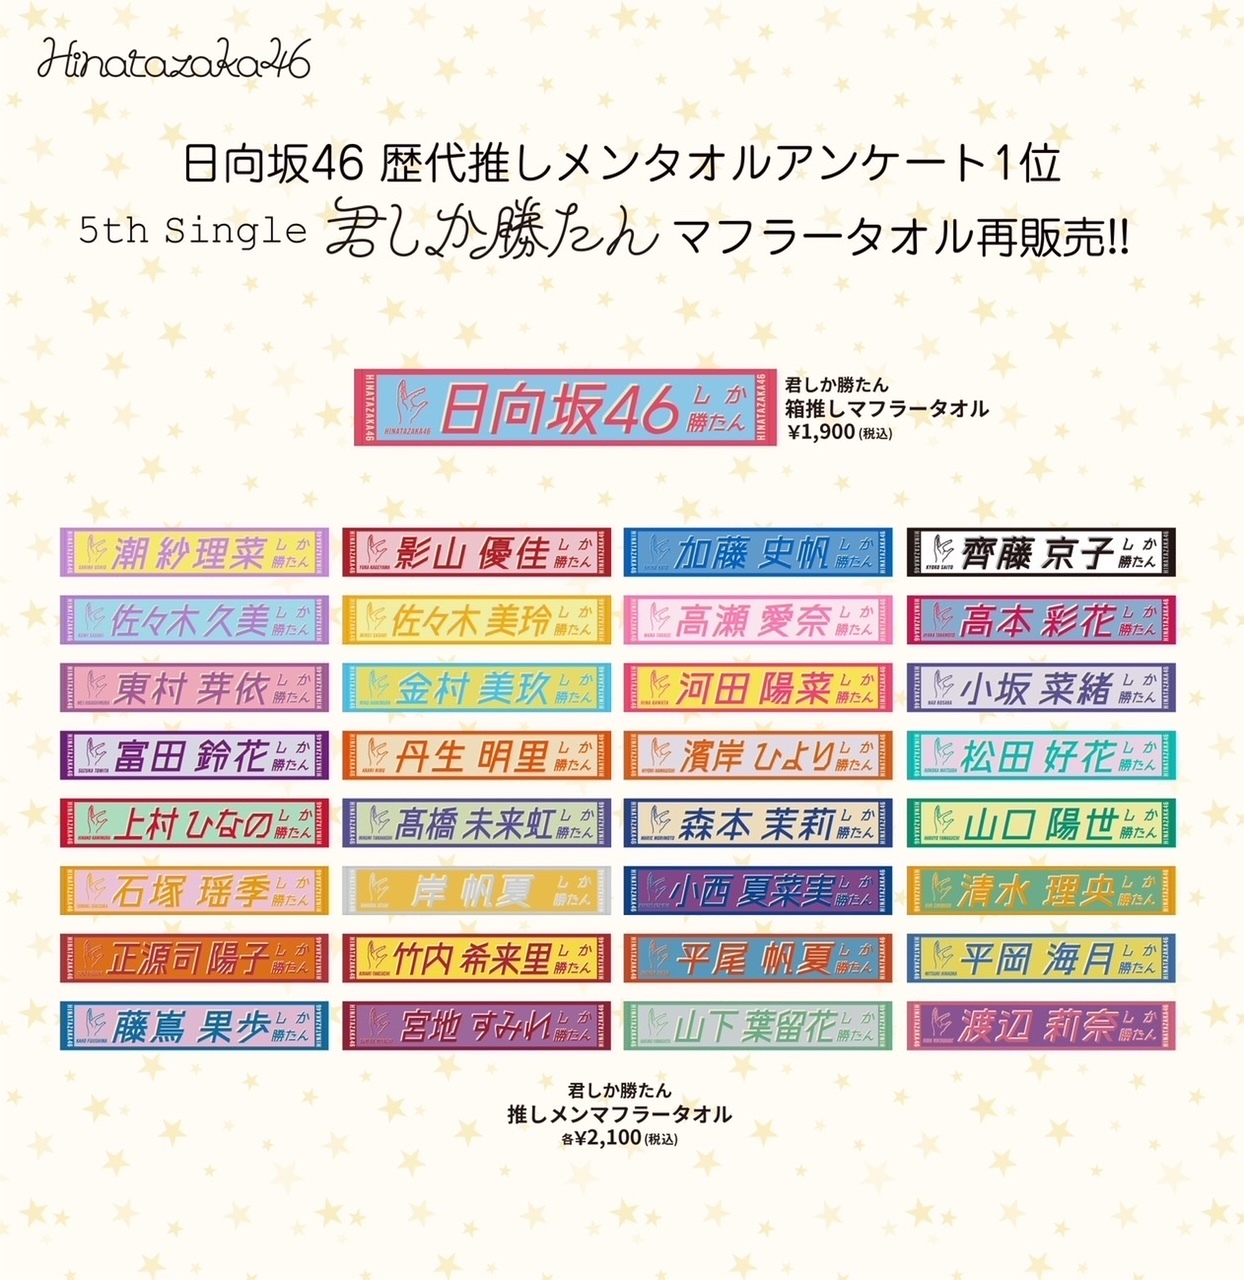 Hinatazaka46
日向坂46 歴代推しメンタオルアンケート1位
5th Single 君しか勝たん マフラータオル再販売!!
HINATAZAKA46
HINATAZAKA46
日向坂46
しか
勝たん
HINATAZAKA46
君しか勝たん
箱推しマフラータオル
¥1,900(税込)
潮 紗理菜 しか勝たん
影山 優佳 しか勝たん
加藤 史帆 しか勝たん
齊藤 京子 しか勝たん
佐々木 久美 しか勝たん
佐々木 美玲 しか勝たん
高瀬 愛奈 しか勝たん
高本 彩花 しか勝たん
東村 芽依 しか勝たん
金村 美玖 しか勝たん
河田 陽菜 しか勝たん
小坂 菜緒 しか勝たん
富田 鈴花 しか勝たん
丹生 明里 しか勝たん
濱岸 ひより しか勝たん
松田 好花 しか勝たん
上村 ひなの しか勝たん
髙橋 未来虹 しか勝たん
森本 茉莉 しか勝たん
山口 陽世 しか勝たん
石塚 瑶季 しか勝たん
岸 帆夏 しか勝たん
小西 夏菜実 しか勝たん
清水 理央 しか勝たん
正源司 陽子 しか勝たん
竹内 希来里 しか勝たん
平尾 帆夏 しか勝たん
平岡 海月 しか勝たん
藤嶌 果歩 しか勝たん
宮地 すみれ しか勝たん
山下 葉留花 しか勝たん
渡辺 莉奈 しか勝たん
君しか勝たん
推しメンマフラータオル
各¥2,100(税込)